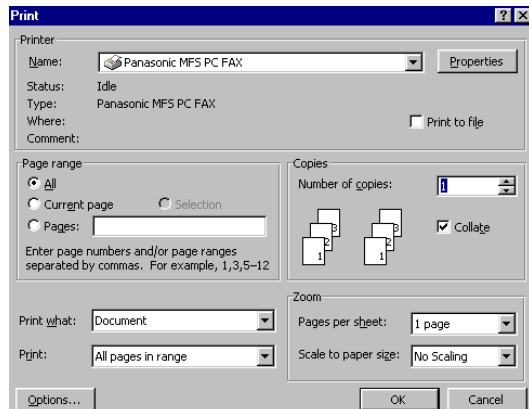 Print
Printer
Name: Panasonic MFS PC FAX Properties
Status: Idle
Type: Panasonic MFS PC FAX
Where:
Comment:
Print to file
Page range
All
Current page Selection
Pages:
Enter page numbers and/or page ranges
separated by commas. For example, 1,3,5–12
Copies
Number of copies: 1
3 3
2 2
1 1
Collate
Print what: Document
Print: All pages in range
Zoom
Pages per sheet: 1 page
Scale to paper size: No Scaling
Options... OK Cancel